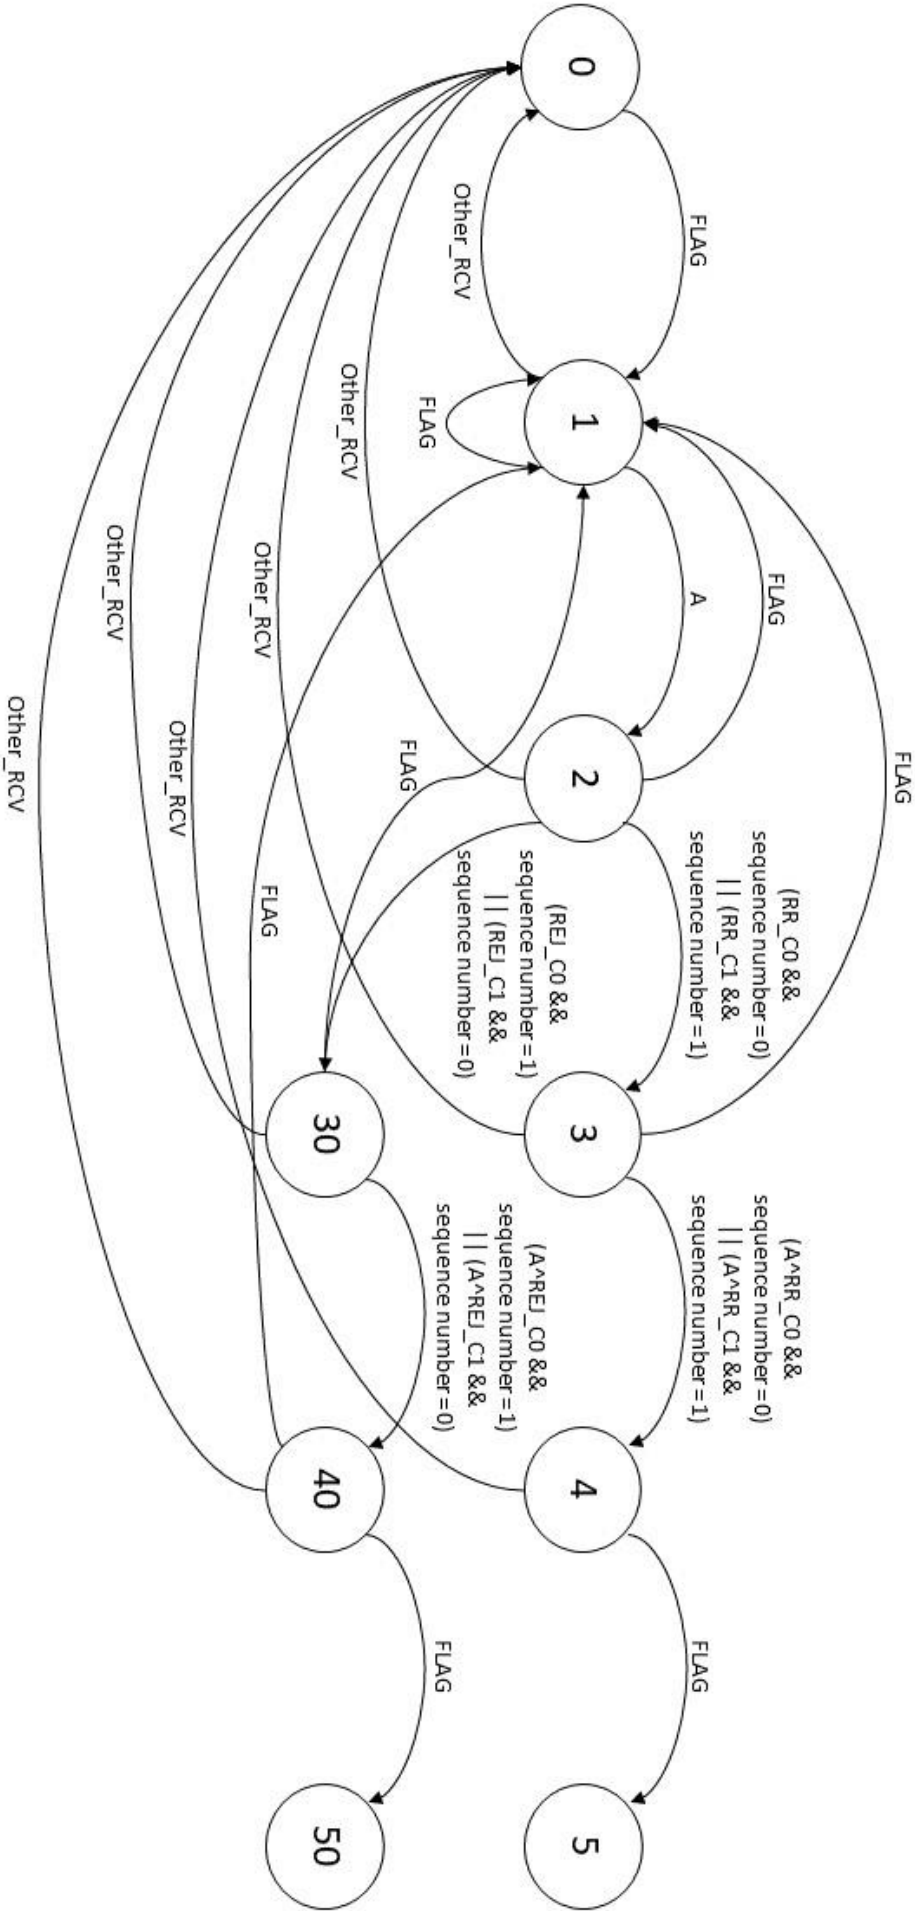 FLAG
FLAG
FLAG
A
(RR_C0 &&
sequence number=0)
|| (RR_C1 &&
sequence number=1)
(A^RR_C0 &&
sequence number=0)
|| (A^RR_C1 &&
sequence number=1)
FLAG
0
1
2
3
4
5
Other_RCV
FLAG
(REJ_C0 &&
sequence number=1)
|| (REJ_C1 &&
sequence number=0)
(A^REJ_C0 &&
sequence number=1)
|| (A^REJ_C1 &&
sequence number=0)
FLAG
Other_RCV
FLAG
30
40
50
Other_RCV
FLAG
Other_RCV
Other_RCV
Other_RCV